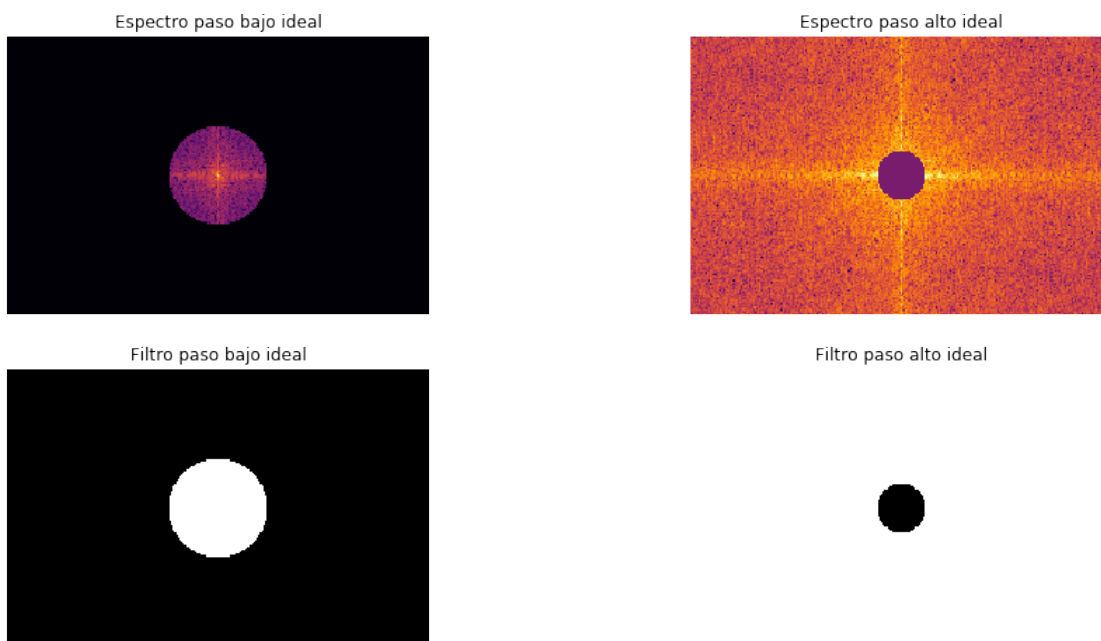 Espectro paso bajo ideal
Espectro paso alto ideal
Filtro paso bajo ideal
Filtro paso alto ideal